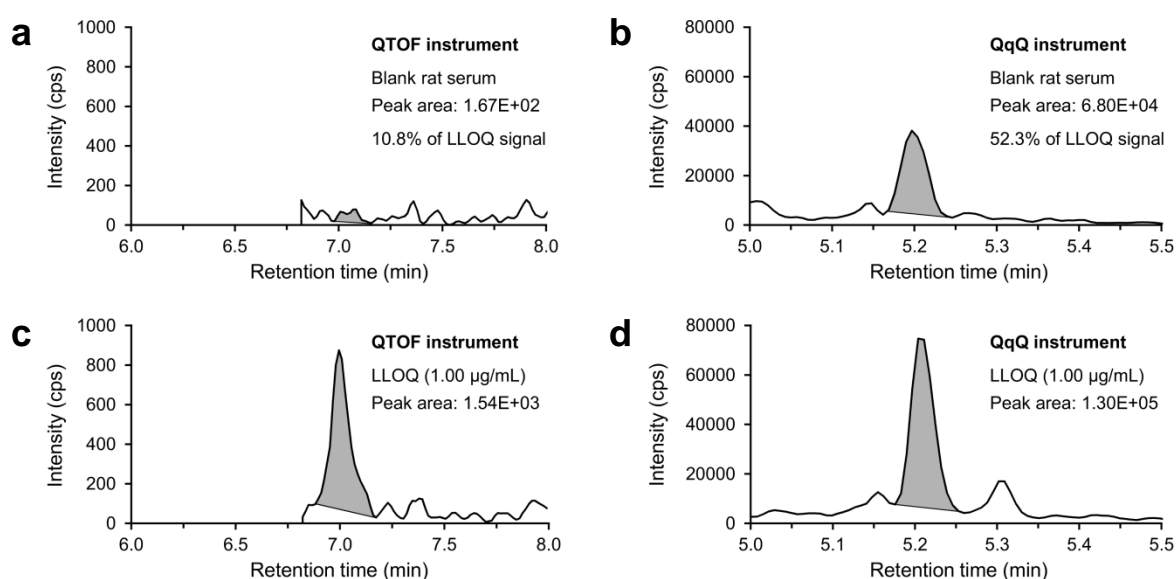 a
QTOF instrument
Blank rat serum
Peak area: 1.67E+02
10.8% of LLOQ signal
Intensity (cps)
1000
800
600
400
200
0
6.0 6.5 7.0 7.5 8.0
Retention time (min)
b
QqQ instrument
Blank rat serum
Peak area: 6.80E+04
52.3% of LLOQ signal
Intensity (cps)
80000
60000
40000
20000
0
5.0 5.1 5.2 5.3 5.4 5.5
Retention time (min)
c
QTOF instrument
LLOQ (1.00 µg/mL)
Peak area: 1.54E+03
Intensity (cps)
1000
800
600
400
200
0
6.0 6.5 7.0 7.5 8.0
Retention time (min)
d
QqQ instrument
LLOQ (1.00 µg/mL)
Peak area: 1.30E+05
Intensity (cps)
80000
60000
40000
20000
0
5.0 5.1 5.2 5.3 5.4 5.5
Retention time (min)